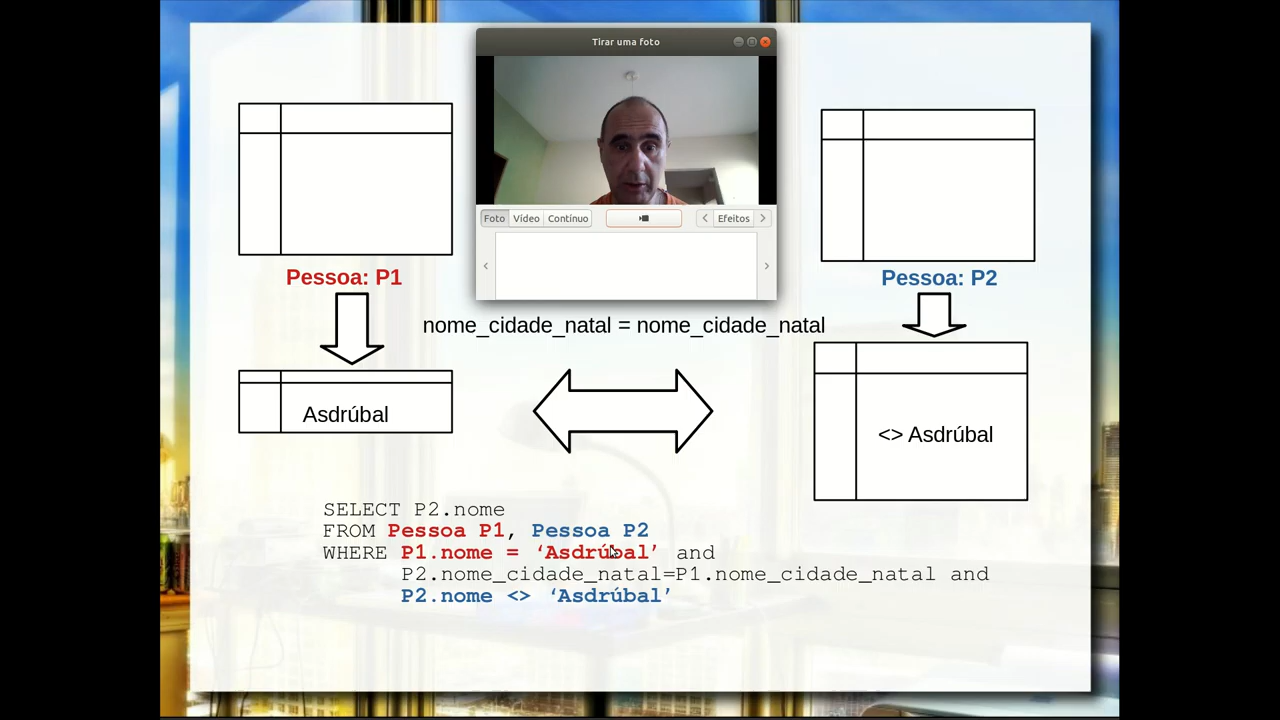 Tirar uma foto
Foto Vídeo Contínuo Efeitos
Pessoa: P1
Pessoa: P2
nome_cidade_natal = nome_cidade_natal
Asdrúbal
<> Asdrúbal
SELECT P2.nome
FROM Pessoa P1, Pessoa P2
WHERE P1.nome = ‘Asdrúbal’ and
P2.nome_cidade_natal=P1.nome_cidade_natal and
P2.nome <> ‘Asdrúbal’